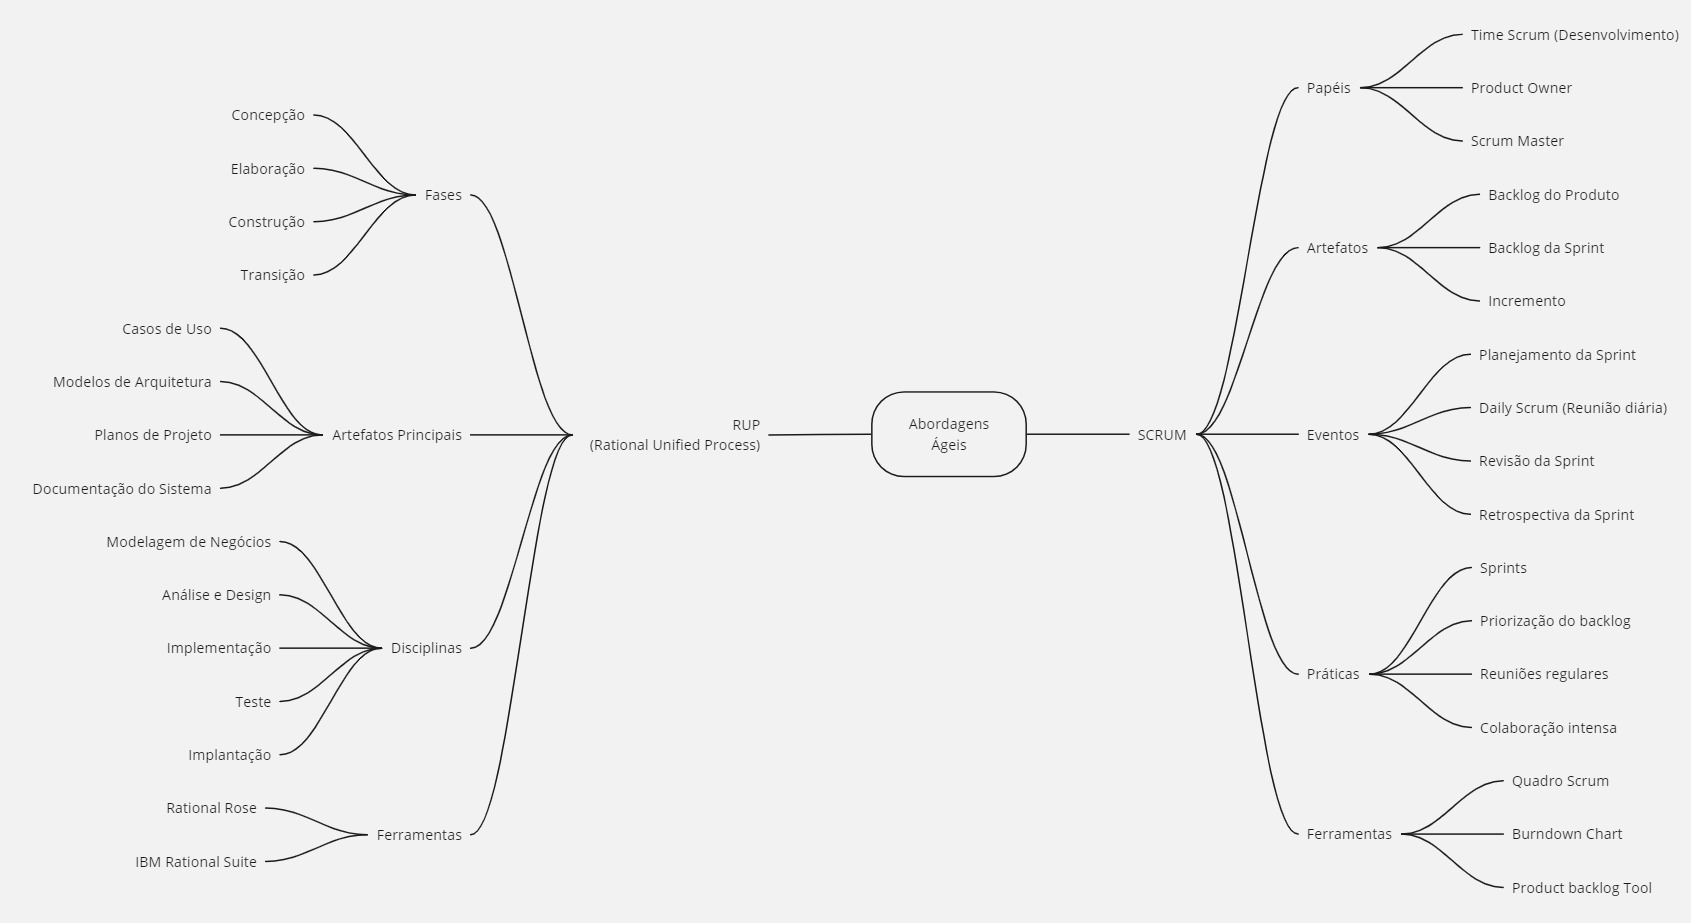 Abordagens
Ágeis
RUP
(Rational Unified Process)
Fases
Concepção
Elaboração
Construção
Transição
Artefatos Principais
Casos de Uso
Modelos de Arquitetura
Planos de Projeto
Documentação do Sistema
Disciplinas
Modelagem de Negócios
Análise e Design
Implementação
Teste
Implantação
Ferramentas
Rational Rose
IBM Rational Suite
SCRUM
Papéis
Time Scrum (Desenvolvimento)
Product Owner
Scrum Master
Artefatos
Backlog do Produto
Backlog da Sprint
Incremento
Eventos
Planejamento da Sprint
Daily Scrum (Reunião diária)
Revisão da Sprint
Retrospectiva da Sprint
Práticas
Sprints
Priorização do backlog
Reuniões regulares
Colaboração intensa
Ferramentas
Quadro Scrum
Burndown Chart
Product backlog Tool